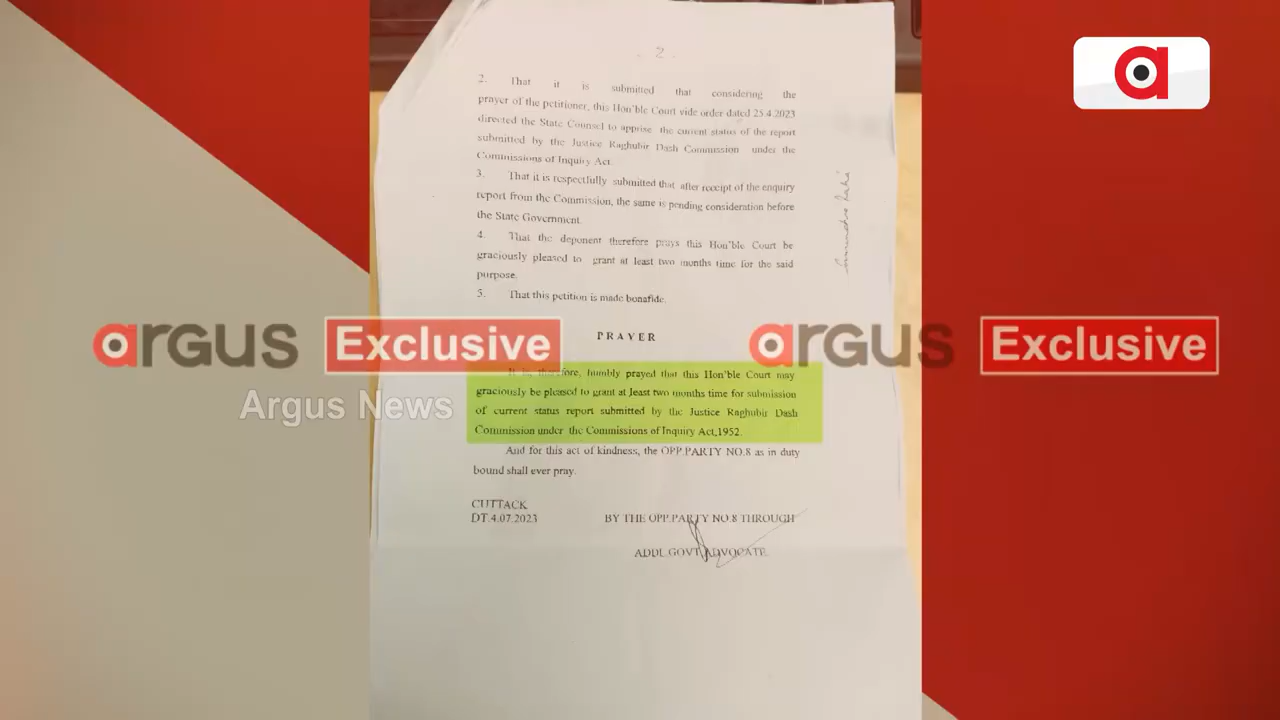 - 2 -
2. That it is submitted that considering the
prayer of the petitioner, this Hon'ble Court vide order dated 25.4.2023
directed the State Counsel to apprise the current status of the report
submitted by the Justice Raghubir Dash Commission under the
Commissions of Inquiry Act.
3. That it is respectfully submitted that after receipt of the enquiry
report from the Commission, the same is pending consideration before
the State Government.
4. That the deponent therefore prays this Hon'ble Court be
graciously pleased to grant at least two months time for the said
purpose.
5. That this petition is made bonafide.
PRAYER
It is, therefore, humbly prayed that this Hon'ble Court may
graciously be pleased to grant at Least two months time for submission
of current status report submitted by the Justice Raghubir Dash
Commission under the Commissions of Inquiry Act,1952.
And for this act of kindness, the OPP.PARTY NO.8 as in duty
bound shall ever pray.
CUTTACK
DT.4.07.2023
BY THE OPP.PARTY NO.8 THROUGH
ADDL.GOVT.ADVOCATE.
argus Exclusive
argus Exclusive
Argus News
a